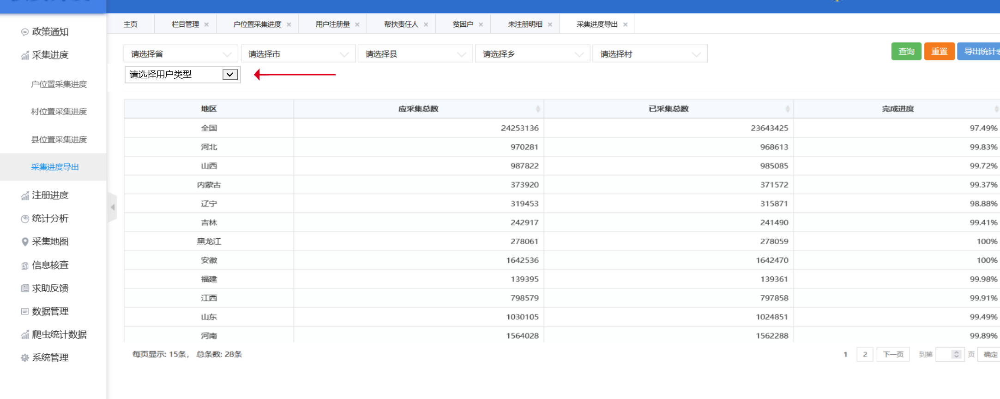 主页
栏目管理 ×
户位置采集进度 ×
用户注册量 ×
帮扶责任人 ×
贫困户 ×
未注册明细 ×
采集进度导出 ×
政策通知
采集进度
户位置采集进度
村位置采集进度
县位置采集进度
采集进度导出
注册进度
统计分析
采集地图
信息核查
求助反馈
数据管理
爬虫统计数据
系统管理
请选择省 请选择市 请选择县 请选择乡 请选择村 查询 重置 导出统计
请选择用户类型
地区 应采集总数 已采集总数 完成进度
全国 24253136 23643425 97.49%
河北 970281 968613 99.83%
山西 987822 985085 99.72%
内蒙古 373920 371572 99.37%
辽宁 319453 315871 98.88%
吉林 242917 241490 99.41%
黑龙江 278061 278059 100%
安徽 1642536 1642470 100%
福建 139395 139361 99.98%
江西 798579 797858 99.91%
山东 1030105 1024851 99.49%
河南 1564028 1562288 99.89%
每页显示: 15条, 总条数: 28条 1 2 下一页 到第 页 确定